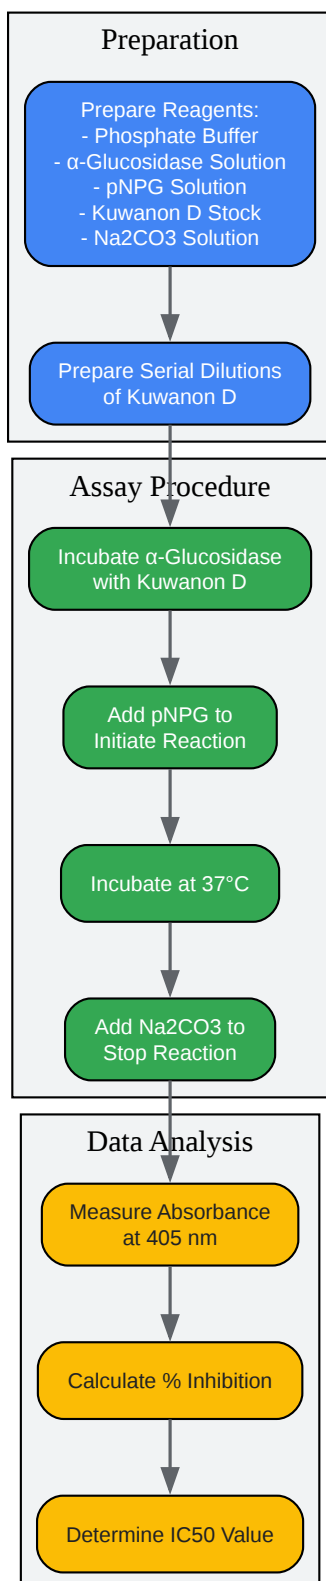 Preparation
Prepare Reagents:
- Phosphate Buffer
- α-Glucosidase Solution
- pNPG Solution
- Kuwanon D Stock
- Na2CO3 Solution
Prepare Serial Dilutions
of Kuwanon D
Assay Procedure
Incubate α-Glucosidase
with Kuwanon D
Add pNPG to
Initiate Reaction
Incubate at 37°C
Add Na2CO3 to
Stop Reaction
Data Analysis
Measure Absorbance
at 405 nm
Calculate % Inhibition
Determine IC50 Value